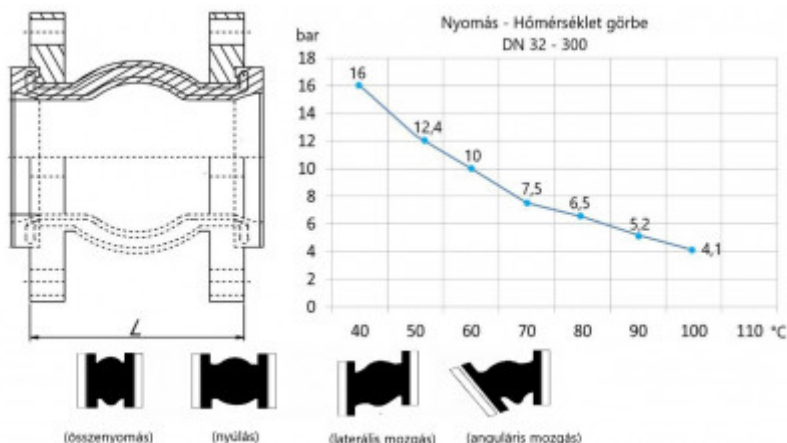 Nyomás - Hőmérséklet görbe
DN 32 - 300
bar
18
16
14
12
10
8
6
4
2
0
16
12,4
10
7,5
6,5
5,2
4,1
40 50 60 70 80 90 100 110 °C
L
(összenyomás) (nyúlás) (laterális mozgás) (anguláris mozgás)